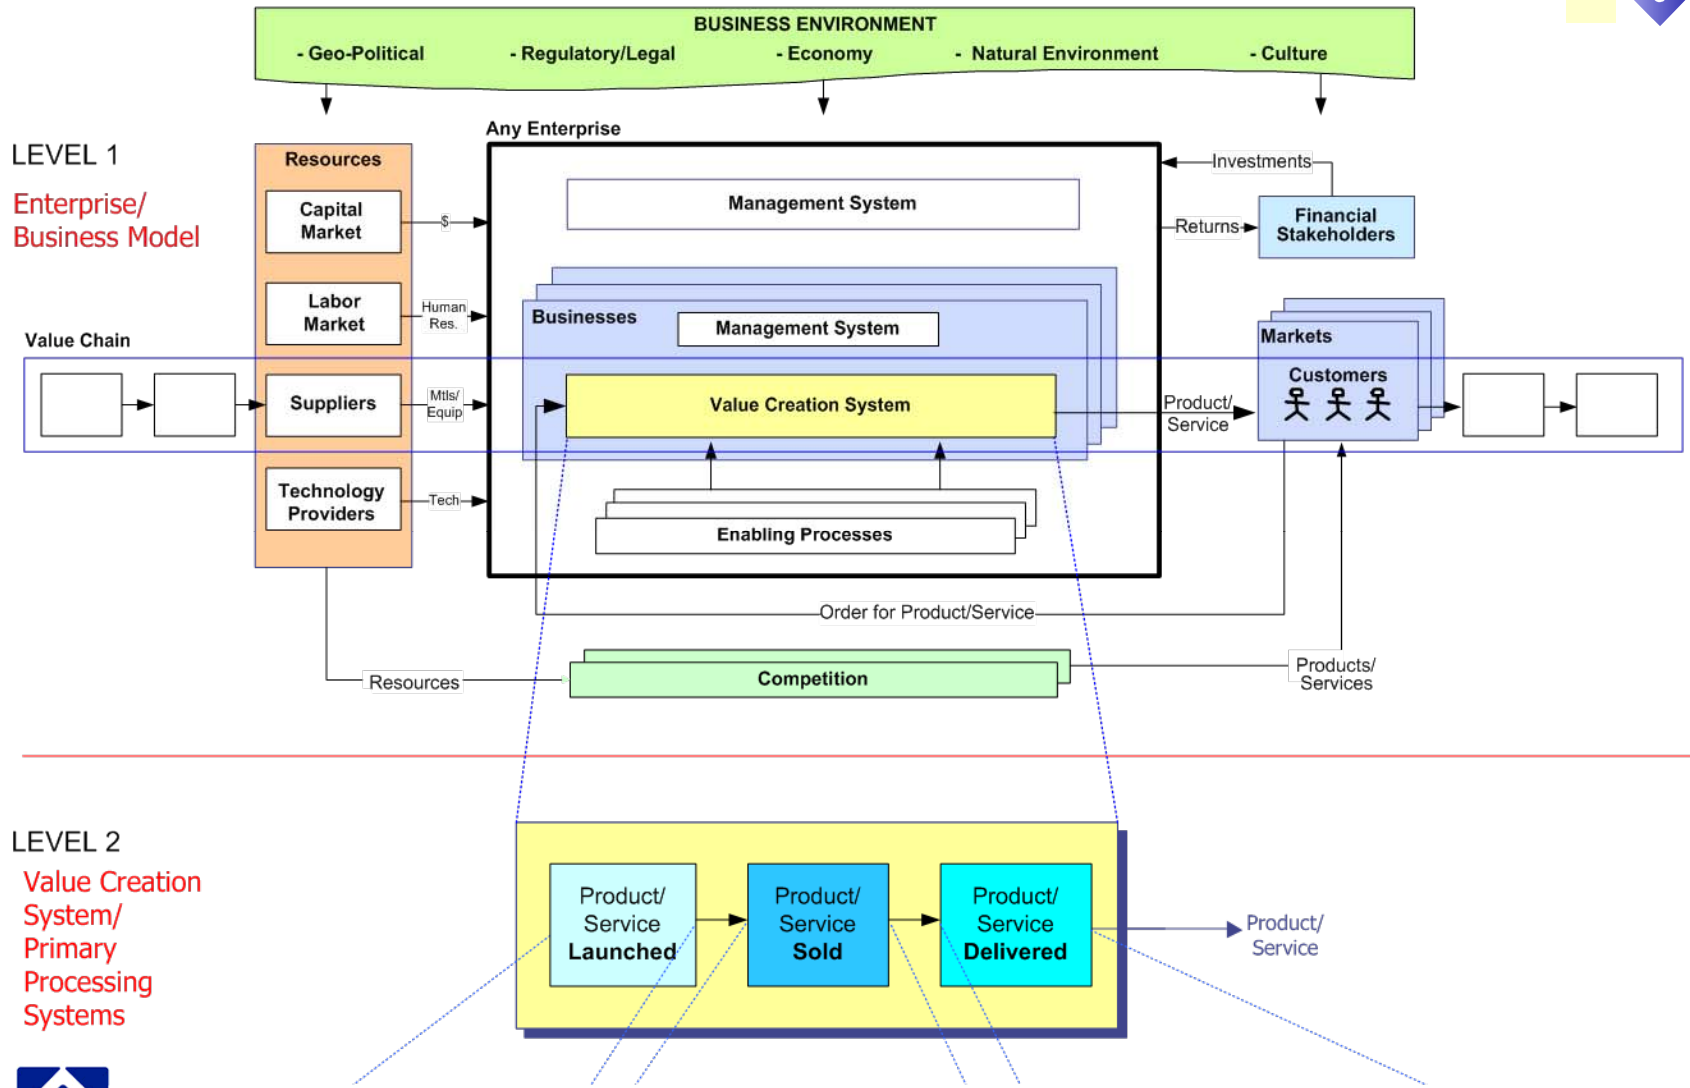 BUSINESS ENVIRONMENT
- Geo-Political - Regulatory/Legal - Economy - Natural Environment - Culture
Any Enterprise
LEVEL 1
Enterprise/
Business Model
Resources
Capital
Market
$
Labor
Market
Human
Res.
Suppliers
Mtls/
Equip
Technology
Providers
Tech
Management System
Investments
Returns
Financial
Stakeholders
Businesses
Management System
Value Chain
Value Creation System
Product/
Service
Markets
Customers
Enabling Processes
Order for Product/Service
Resources
Competition
Products/
Services
LEVEL 2
Value Creation
System/
Primary
Processing
Systems
Product/
Service
Launched
Product/
Service
Sold
Product/
Service
Delivered
Product/
Service